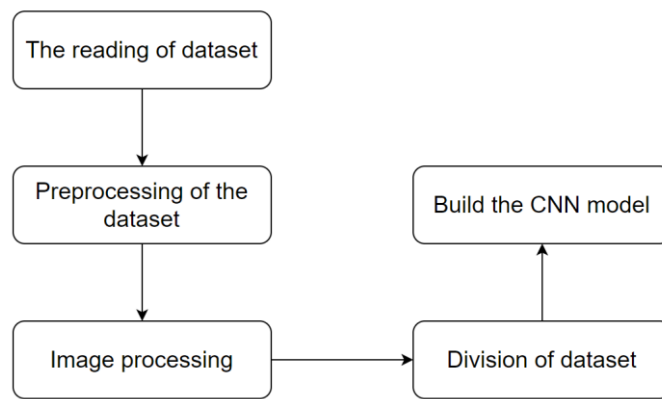 The reading of dataset
Preprocessing of the
dataset
Image processing
Division of dataset
Build the CNN model